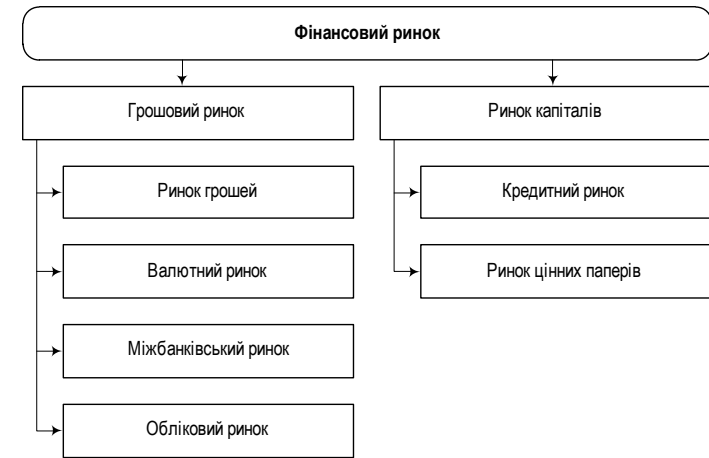 Фінансовий ринок
Грошовий ринок
Ринок капіталів
Ринок грошей
Кредитний ринок
Валютний ринок
Ринок цінних паперів
Міжбанківський ринок
Обліковий ринок